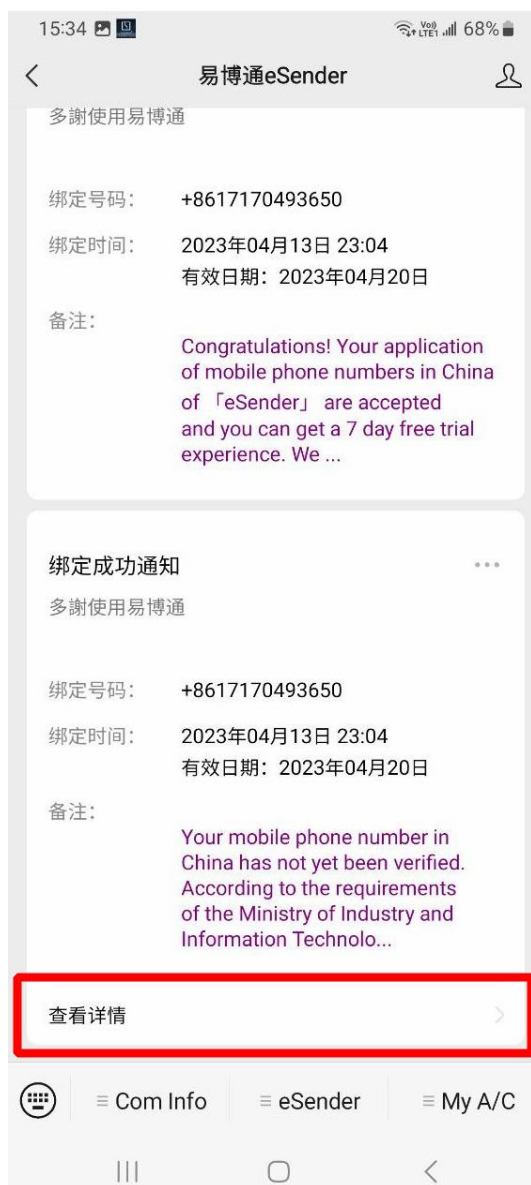 15:34
Vo)) LTE1 68%
易博通eSender
多謝使用易博通
绑定号码： +8617170493650
绑定时间： 2023年04月13日 23:04
有效日期：2023年04月20日
备注：
Congratulations! Your application
of mobile phone numbers in China
of 「eSender」 are accepted
and you can get a 7 day free trial
experience. We ...
绑定成功通知
多謝使用易博通
绑定号码： +8617170493650
绑定时间： 2023年04月13日 23:04
有效日期：2023年04月20日
备注：
Your mobile phone number in
China has not yet been verified.
According to the requirements
of the Ministry of Industry and
Information Technolo...
查看详情
Com Info eSender My A/C